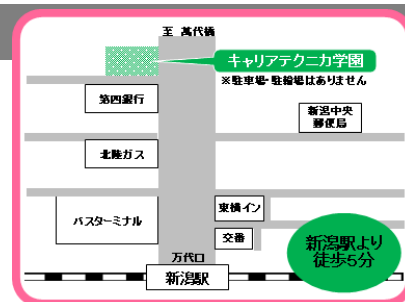 至 萬代橋
キャリアテクニカ学園
※駐車場・駐輪場はありません
第四銀行
新潟中央
郵便局
北陸ガス
東横イン
バスターミナル
交番
新潟駅より
徒歩5分
万代口
新潟駅